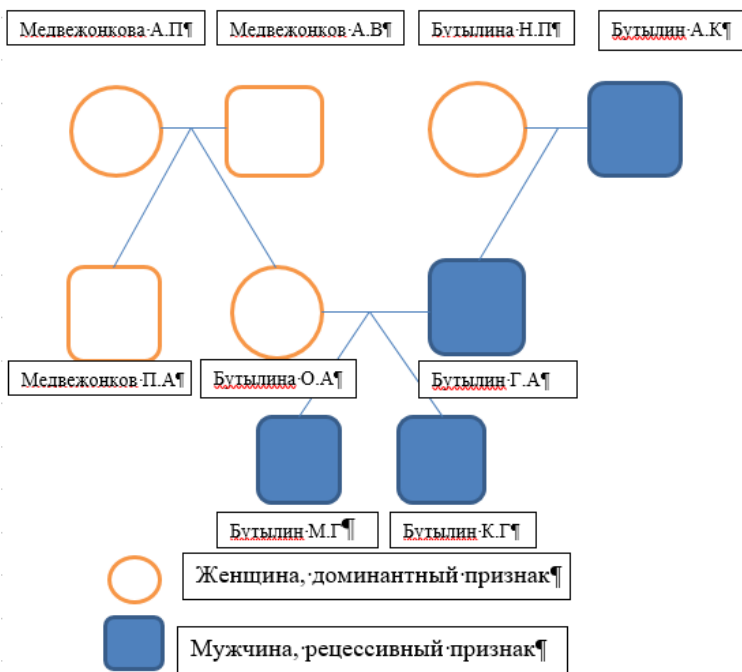 Медвежонкова·А.П¶
Медвежонков·А.В¶
Бутылина·Н.П¶
Бутылин·А.К¶
Медвежонков·П.А¶
Бутылина·О.А¶
Бутылин·Г.А¶
Бутылин·М.Г¶
Бутылин·К.Г¶
Женщина,·доминантный·признак¶
Мужчина,·рецессивный·признак¶